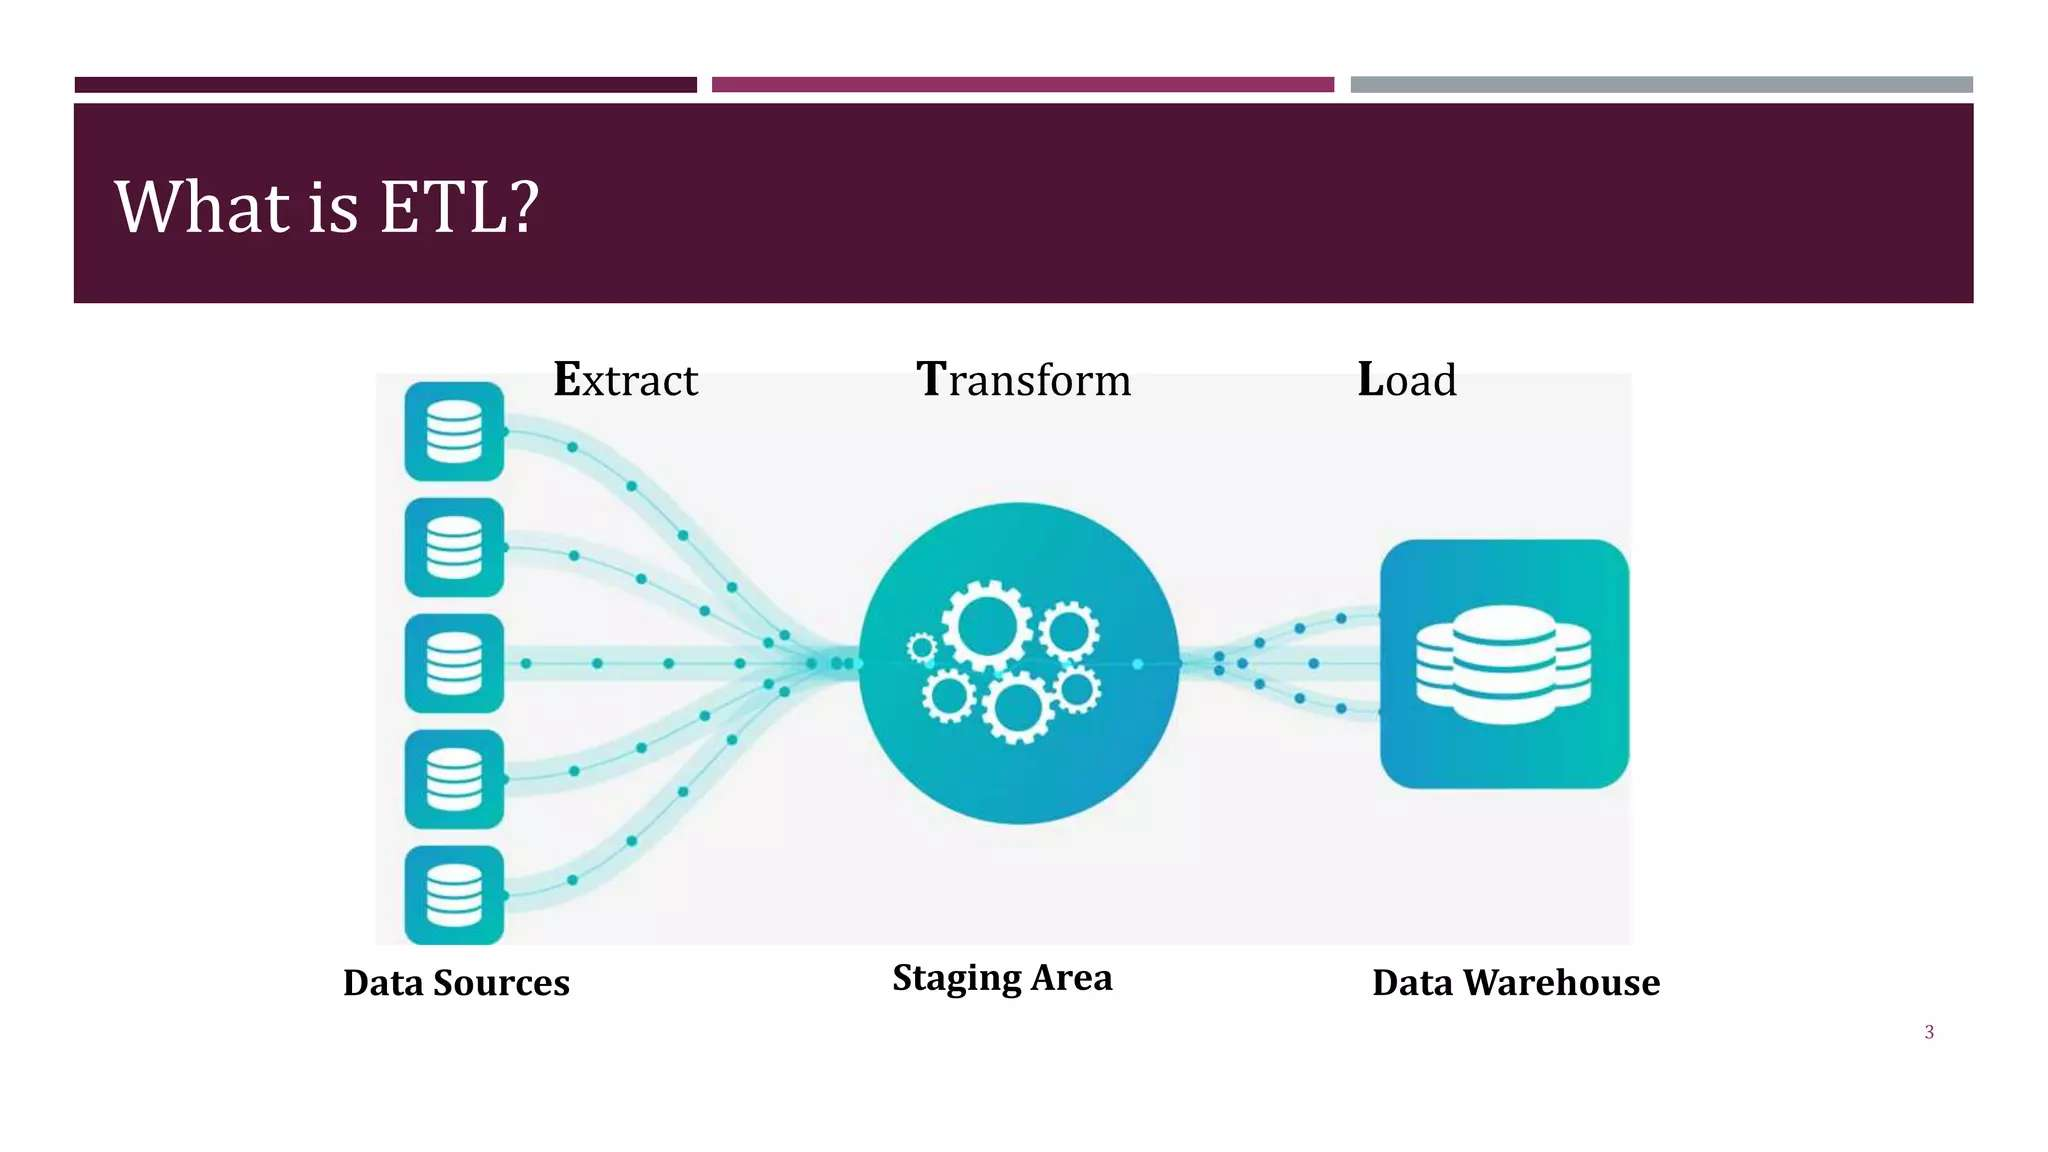 What is ETL?
Extract
Transform
Load
Data Sources
Staging Area
Data Warehouse
3